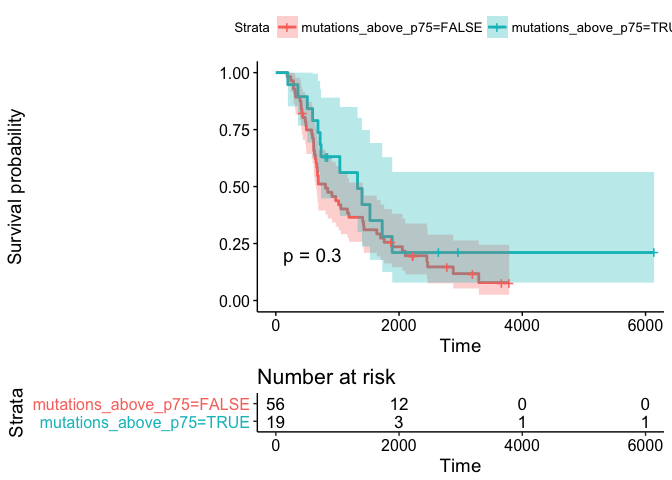 Strata mutations_above_p75=FALSE mutations_above_p75=TRU
Survival probability
1.00
0.75
0.50
0.25
0.00
p = 0.3
0 2000 4000 6000
Time
Number at risk
Strata
mutations_above_p75=FALSE 56 12 0 0
mutations_above_p75=TRUE 19 3 1 1
0 2000 4000 6000
Time